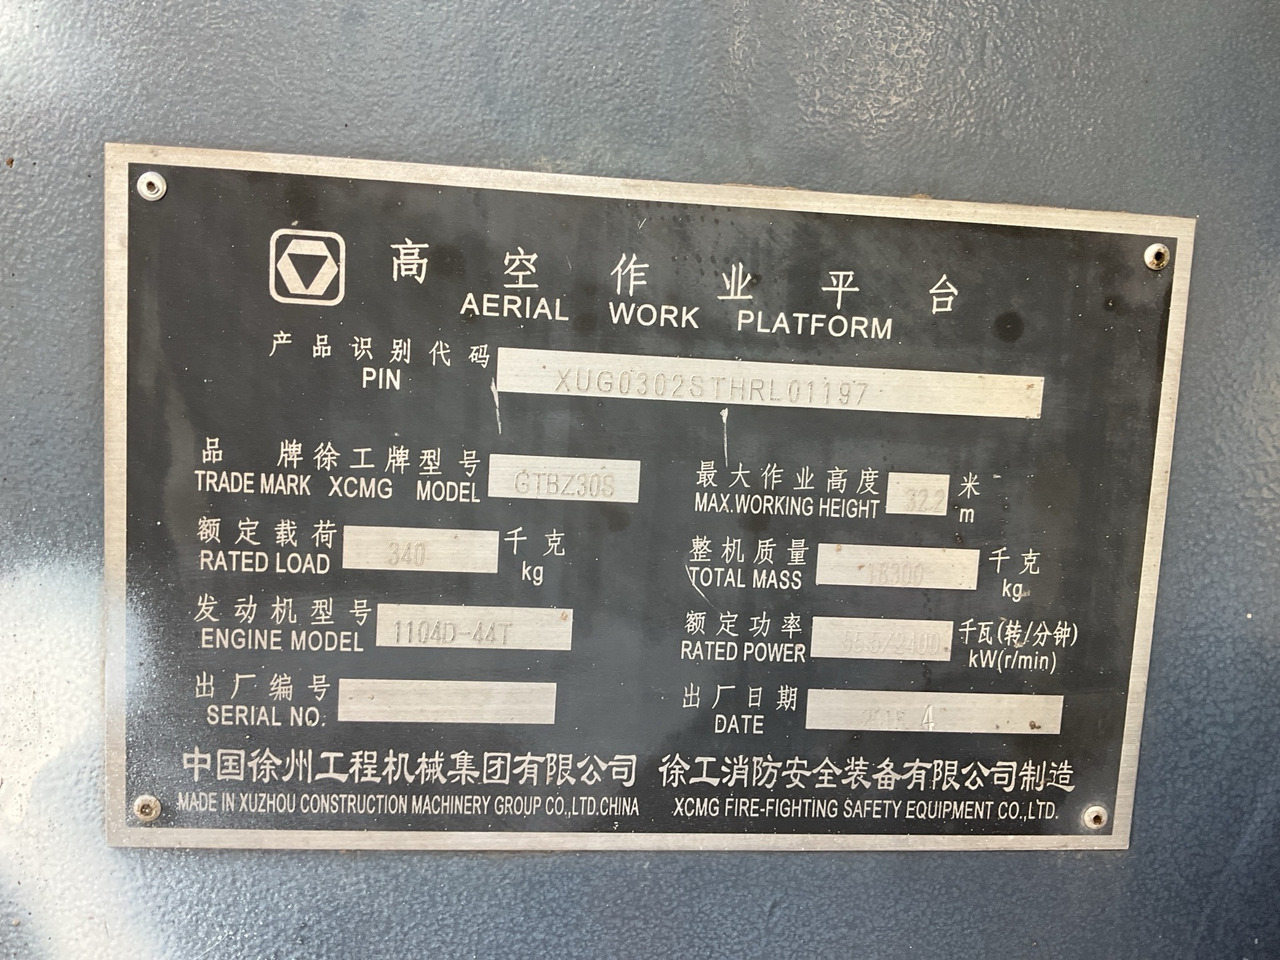 高空作业平台
AERIAL WORK PLATFORM
产品识别代码
PIN XUG0302STHRL01197
品 牌徐工牌型号
TRADE MARK XCMG MODEL GTBZ30S
最大作业高度 米
MAX.WORKING HEIGHT 32.2 m
额定载荷 千克
RATED LOAD 340 kg
整机质量 千克
TOTAL MASS kg
发动机型号
ENGINE MODEL 1104D-44T
额定功率 千瓦(转/分钟)
RATED POWER kW(r/min)
出厂编号
SERIAL NO.
出厂日期
DATE 4
中国徐州工程机械集团有限公司 徐工消防安全装备有限公司制造
MADE IN XUZHOU CONSTRUCTION MACHINERY GROUP CO.,LTD.CHINA XCMG FIRE-FIGHTING SAFETY EQUIPMENT CO.,LTD.